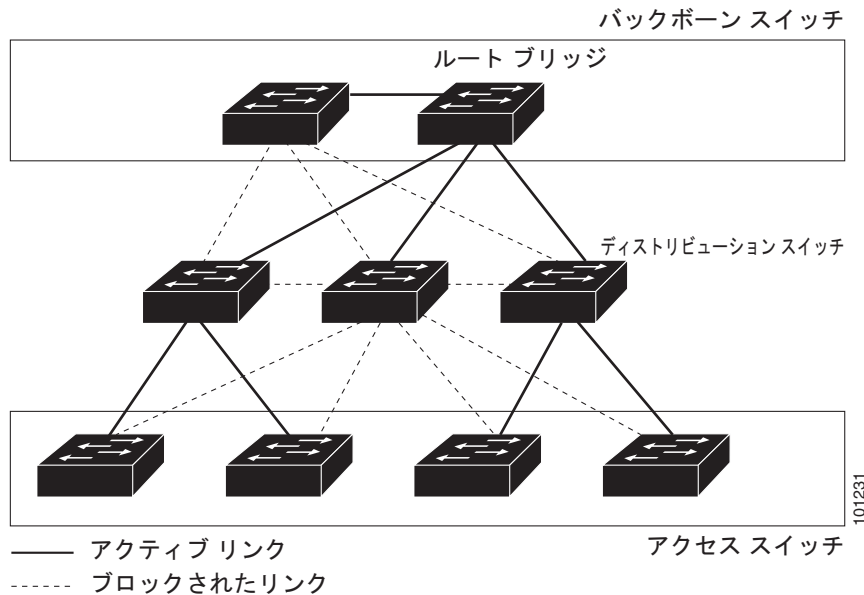 バックボーン スイッチ
ルート ブリッジ
ディストリビューション スイッチ
101231
アクセス スイッチ
アクティブ リンク
ブロックされたリンク